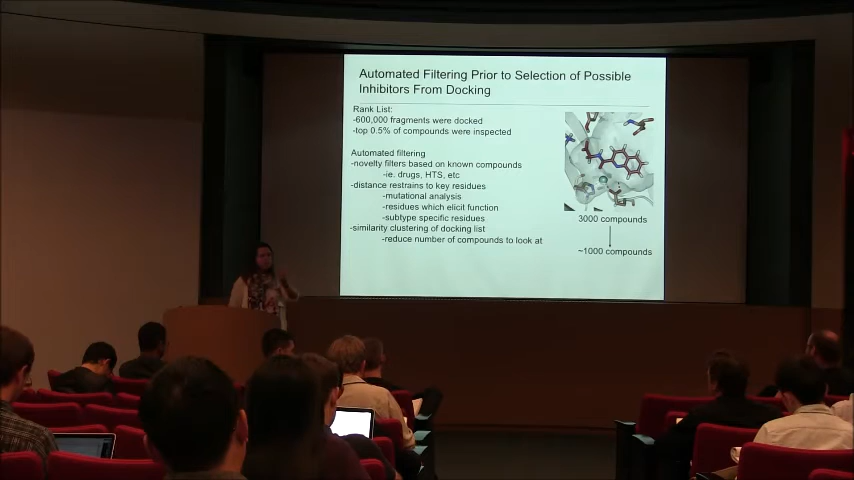 Automated Filtering Prior to Selection of Possible
Inhibitors From Docking
Rank List:
-600,000 fragments were docked
-top 0.5% of compounds were inspected
Automated filtering
-novelty filters based on known compounds
-ie. drugs, HTS, etc
-distance restrains to key residues
-mutational analysis
-residues which elicit function
-subtype specific residues
-similarity clustering of docking list
-reduce number of compounds to look at
3000 compounds
~1000 compounds